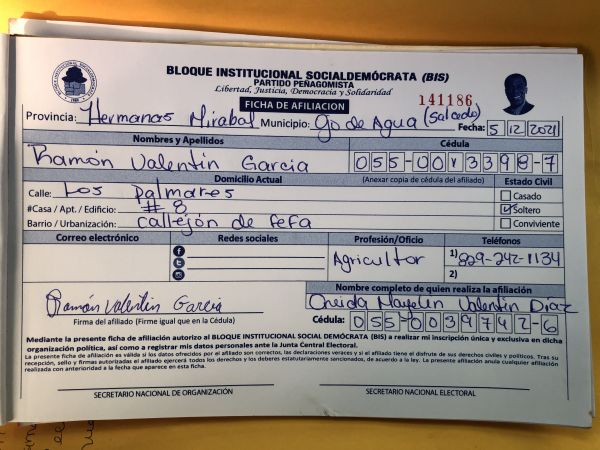 BLOQUE INSTITUCIONAL SOCIALDEMÓCRATA (BIS)
PARTIDO PEÑAGOMISTA
Libertad, Justicia, Democracia y Solidaridad
FICHA DE AFILIACION
141186
Provincia: Hermanas Mirabal Municipio: Ojo de Agua (Salcedo) Fecha: 5 12 2021
Nombres y Apellidos Cédula
Ramón Valentin Garcia 055-0013398-7
Domicilio Actual (Anexar copia de cédula del afiliado) Estado Civil
Calle: Los Palmares Casado
#Casa / Apt. / Edificio: # 8 Soltero
Barrio / Urbanización: callejón de fefa Conviviente
Correo electrónico Redes sociales Profesión/Oficio Teléfonos
Agricultor 1) 829-242-1134
2)
Nombre completo de quien realiza la afiliación
Ramón Valentin Garcia Oneida Mayelin Valentin Díaz
Firma del afiliado (Firme igual que en la Cédula) Cédula: 055-0039742-6
Mediante la presente ficha de afiliación autorizo al BLOQUE INSTITUCIONAL SOCIAL DEMÓCRATA (BIS) a realizar mi inscripción única y exclusiva en dicha
organización política, así como a registrar mis datos personales ante la Junta Central Electoral.
La presente ficha de afiliación es válida si los datos ofrecidos por el afiliado son correctos, las declaraciones veraces y si el afiliado tiene el disfrute de sus derechos civiles y políticos. Tras su
recepción, sello y firmas autorizadas el afiliado ejercerá todos los derechos y los deberes estatutariamente sancionados, de acuerdo a la ley. La presente afiliación anula cualquier afiliación
realizada con anterioridad a la fecha que aparece en esta ficha.
SECRETARIO NACIONAL DE ORGANIZACIÓN SECRETARIO NACIONAL ELECTORAL